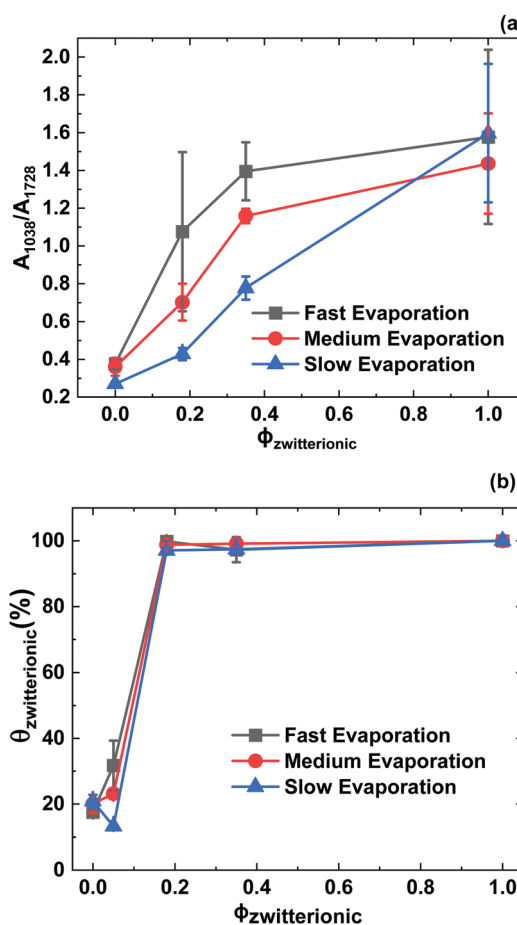 (a
2.0
1.8
1.6
1.4
1.2
1.0
0.8
0.6
0.4
0.2
A1038/A1728
Fast Evaporation
Medium Evaporation
Slow Evaporation
0.0 0.2 0.4 0.6 0.8 1.0
ϕzwitterionic
(b)
100
80
60
40
20
0
θzwitterionic(%)
Fast Evaporation
Medium Evaporation
Slow Evaporation
0.0 0.2 0.4 0.6 0.8 1.0
ϕzwitterionic